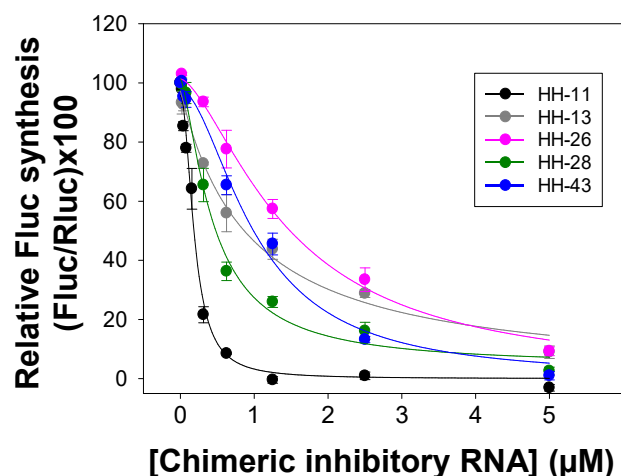 Relative Fluc synthesis
(Fluc/Rluc)x100
120
100
80
60
40
20
0
HH-11
HH-13
HH-26
HH-28
HH-43
0 1 2 3 4 5
[Chimeric inhibitory RNA] (µM)